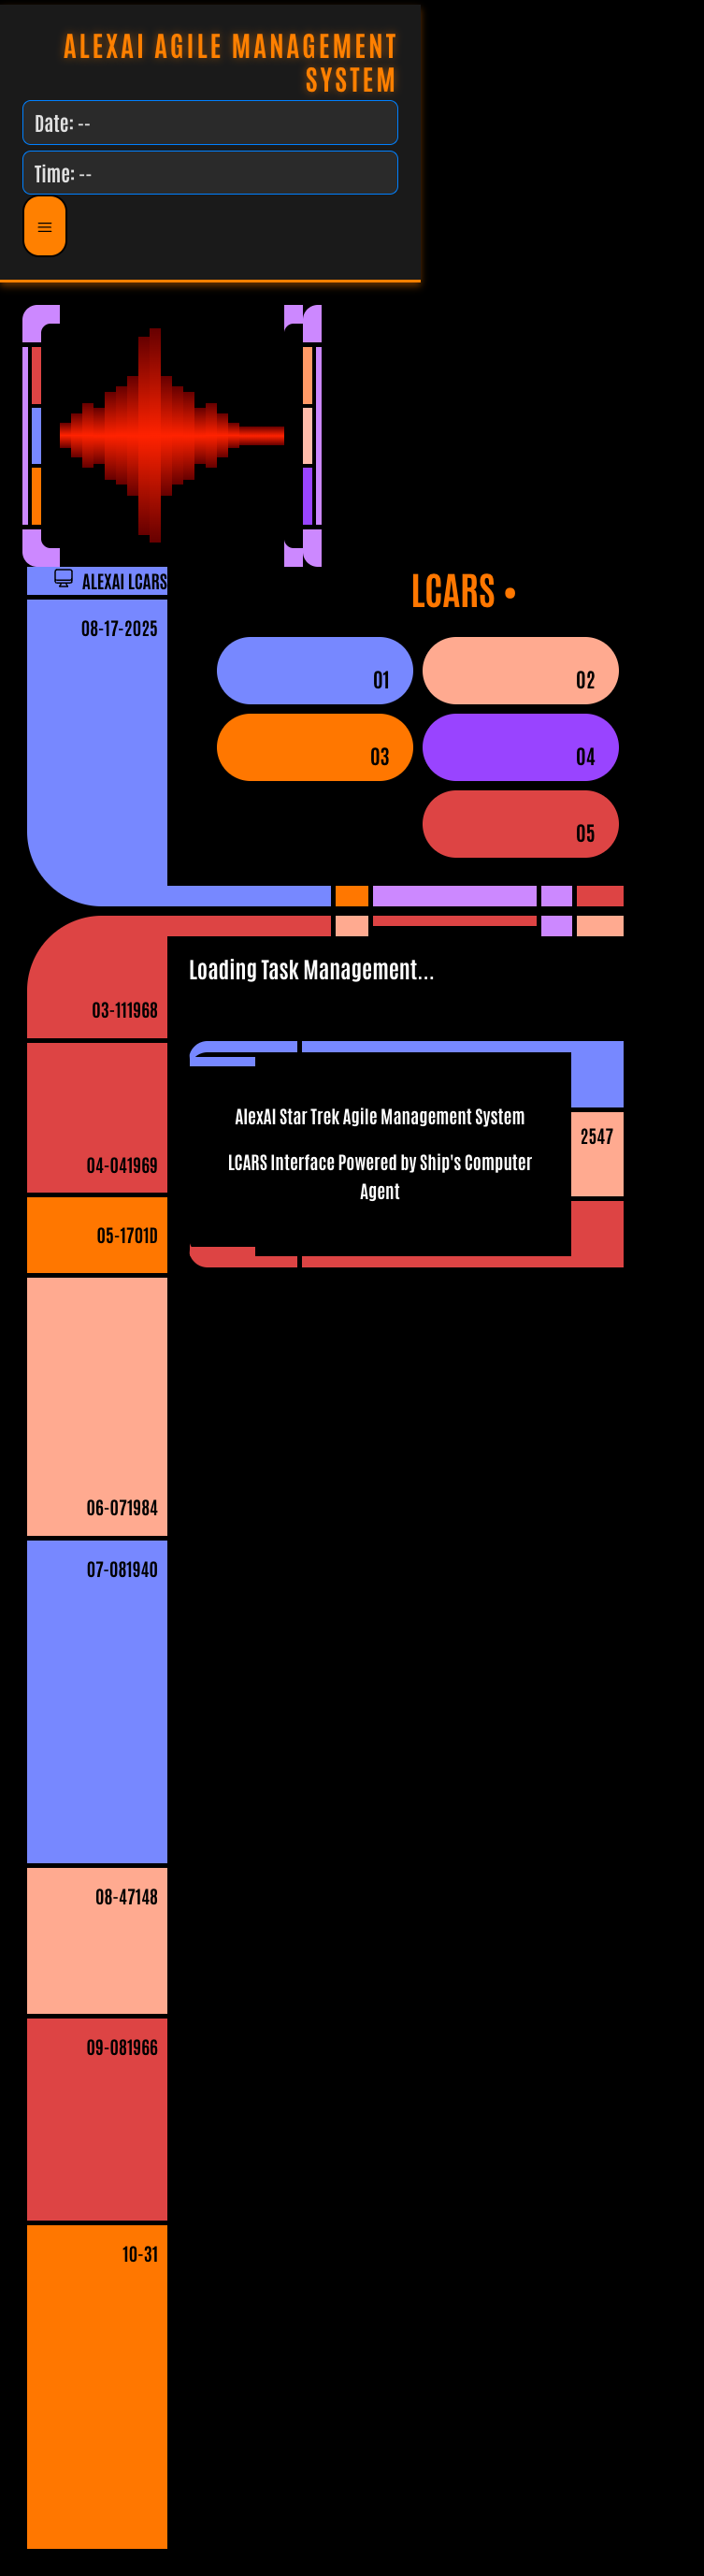 ALEXAI AGILE MANAGEMENT
SYSTEM
Date: --
Time: --
ALEXAI LCARS
LCARS •
08-17-2025
01
02
03
04
05
03-111968
Loading Task Management...
04-041969
AlexAI Star Trek Agile Management System
2547
LCARS Interface Powered by Ship's Computer
Agent
05-1701D
06-071984
07-081940
08-47148
09-081966
10-31